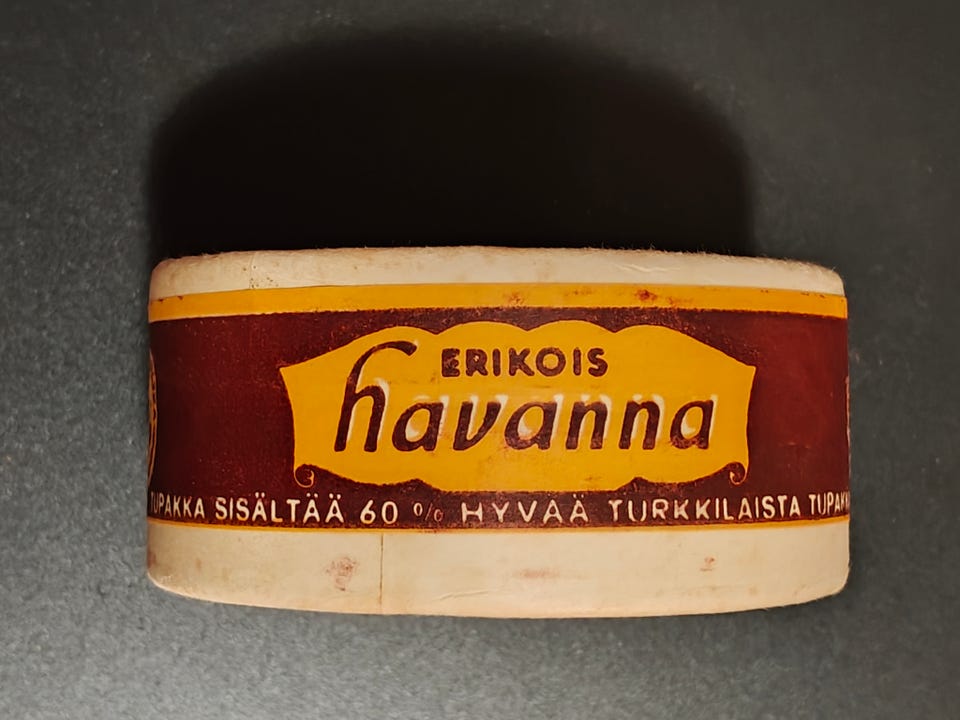 ERIKOIS
havanna
TUPAKKA SISÄLTÄÄ 60 % HYVÄÄ TURKKILAISTA